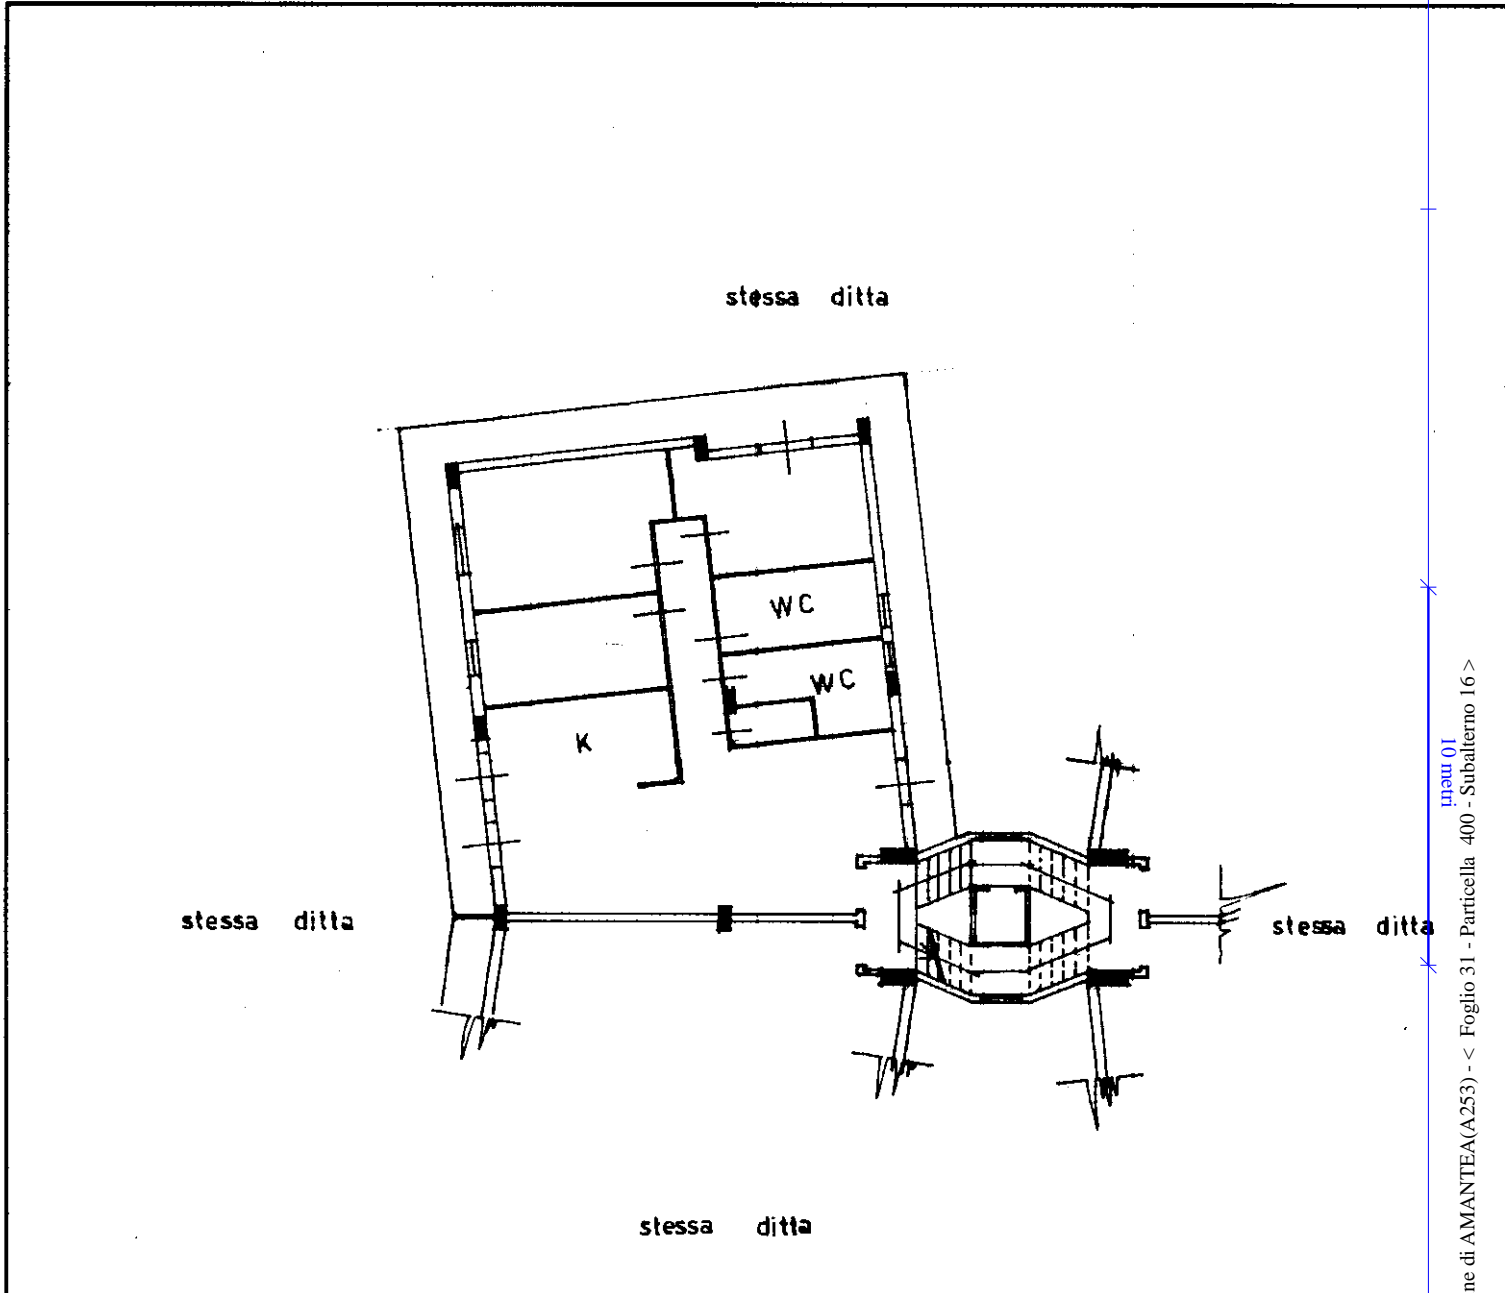 stessa ditta
WC
WC
K
stessa ditta
stessa ditta
stessa ditta
10 metri
ne di AMANTEA(A253) - < Foglio 31 - Particella 400 - Subalterno 16 >